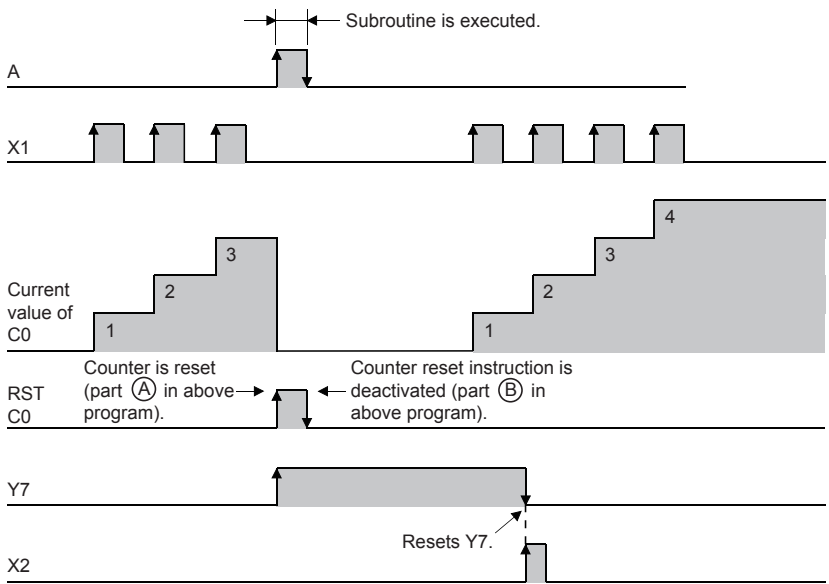 Subroutine is executed.
A
X1
3
4
3
2
2
1
1
Current
value of
C0
Counter is reset
(part Ⓐ in above
program).
Counter reset instruction is
deactivated (part Ⓑ in
above program).
RST
C0
Y7
Resets Y7.
X2